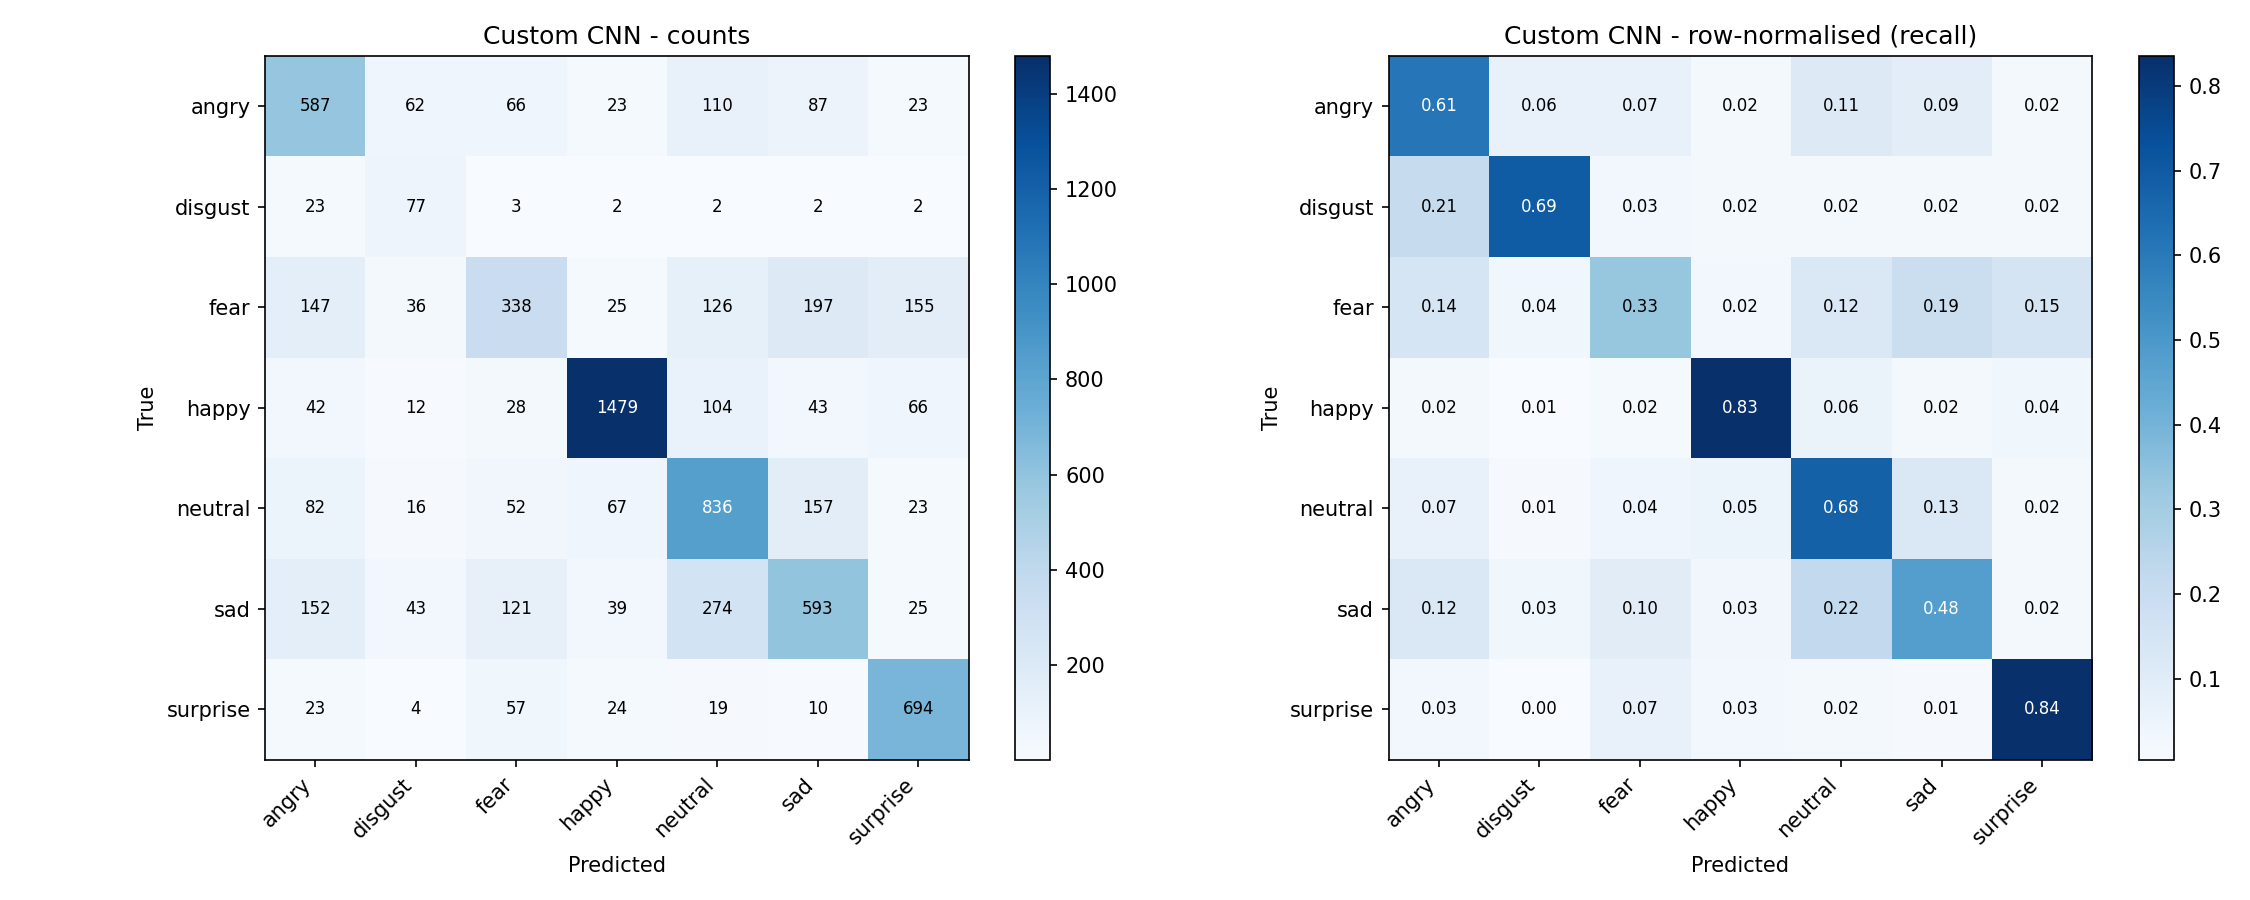 Custom CNN - counts
True
angry 587 62 66 23 110 87 23
disgust 23 77 3 2 2 2 2
fear 147 36 338 25 126 197 155
happy 42 12 28 1479 104 43 66
neutral 82 16 52 67 836 157 23
sad 152 43 121 39 274 593 25
surprise 23 4 57 24 19 10 694
angry disgust fear happy neutral sad surprise
Predicted
1400
1200
1000
800
600
400
200
Custom CNN - row-normalised (recall)
True
angry 0.61 0.06 0.07 0.02 0.11 0.09 0.02
disgust 0.21 0.69 0.03 0.02 0.02 0.02 0.02
fear 0.14 0.04 0.33 0.02 0.12 0.19 0.15
happy 0.02 0.01 0.02 0.83 0.06 0.02 0.04
neutral 0.07 0.01 0.04 0.05 0.68 0.13 0.02
sad 0.12 0.03 0.10 0.03 0.22 0.48 0.02
surprise 0.03 0.00 0.07 0.03 0.02 0.01 0.84
angry disgust fear happy neutral sad surprise
Predicted
0.8
0.7
0.6
0.5
0.4
0.3
0.2
0.1